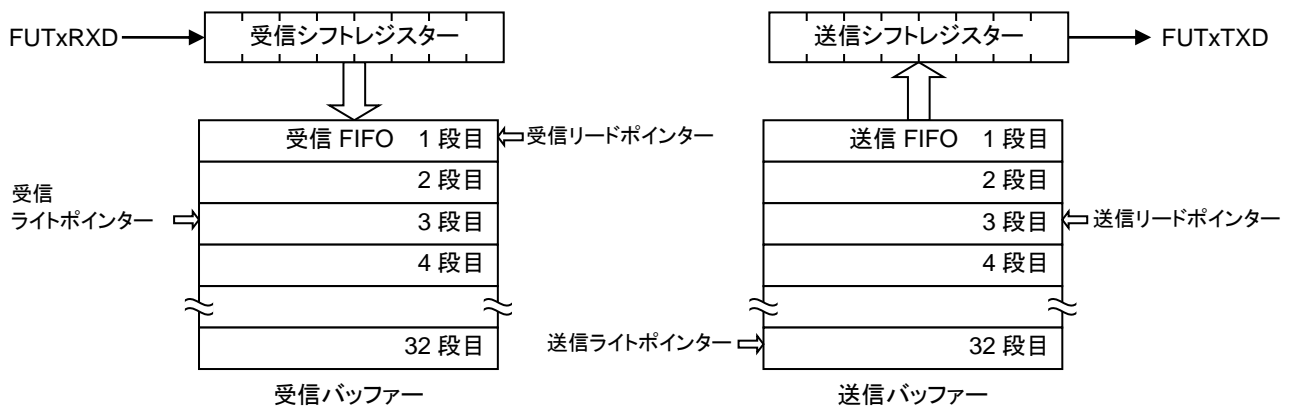 FUTxRXD
受信シフトレジスター
受信 FIFO 1 段目
2 段目
3 段目
4 段目
32 段目
受信リードポインター
受信
ライトポインター
受信バッファー
送信シフトレジスター
FUTxTXD
送信 FIFO 1 段目
2 段目
3 段目
4 段目
32 段目
送信リードポインター
送信ライトポインター
送信バッファー